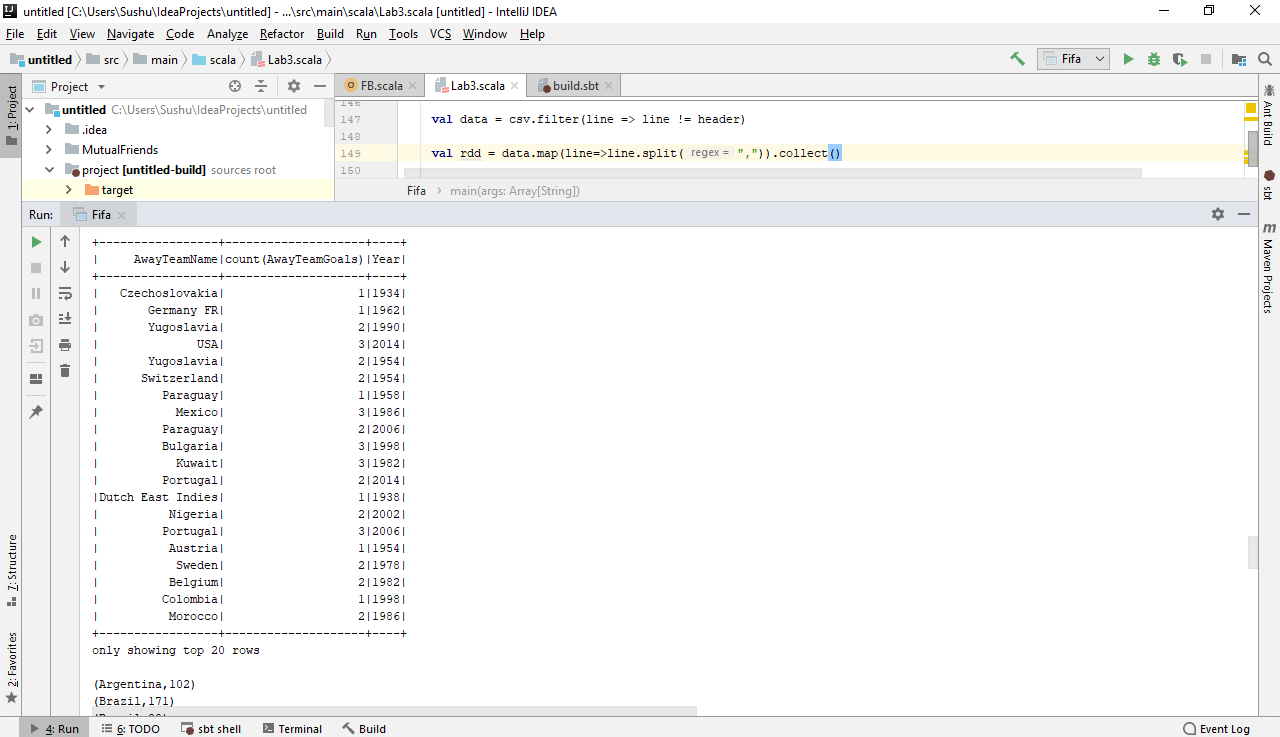 untitled [C:\Users\Sushu\IdeaProjects\untitled] - ...\src\main\scala\Lab3.scala [untitled] - IntelliJ IDEA
File Edit View Navigate Code Analyze Refactor Build Run Tools VCS Window Help
untitled src main scala Lab3.scala Fifa
1: Project
Project
FB.scala Lab3.scala build.sbt
untitled C:\Users\Sushu\IdeaProjects\untitled
.idea
MutualFriends
project [untitled-build] sources root
target
146
147 val data = csv.filter(line => line != header)
148
149 val rdd = data.map(line=>line.split( regex = ",")).collect()
150
Fifa main(args: Array[String])
Ant Build
sbt
m Maven Projects
Run: Fifa
+-----------------+--------------------+----+
| AwayTeamName|count(AwayTeamGoals)|Year|
+-----------------+--------------------+----+
| Czechoslovakia| 1|1934|
| Germany FR| 1|1962|
| Yugoslavia| 2|1990|
| USA| 3|2014|
| Yugoslavia| 2|1954|
| Switzerland| 2|1954|
| Paraguay| 1|1958|
| Mexico| 3|1986|
| Paraguay| 2|2006|
| Bulgaria| 3|1998|
| Kuwait| 3|1982|
| Portugal| 2|2014|
|Dutch East Indies| 1|1938|
| Nigeria| 2|2002|
| Portugal| 3|2006|
| Austria| 1|1954|
| Sweden| 2|1978|
| Belgium| 2|1982|
| Colombia| 1|1998|
| Morocco| 2|1986|
+-----------------+--------------------+----+
only showing top 20 rows
(Argentina,102)
(Brazil,171)
7: Structure
2: Favorites
4: Run 6: TODO sbt shell Terminal Build Event Log